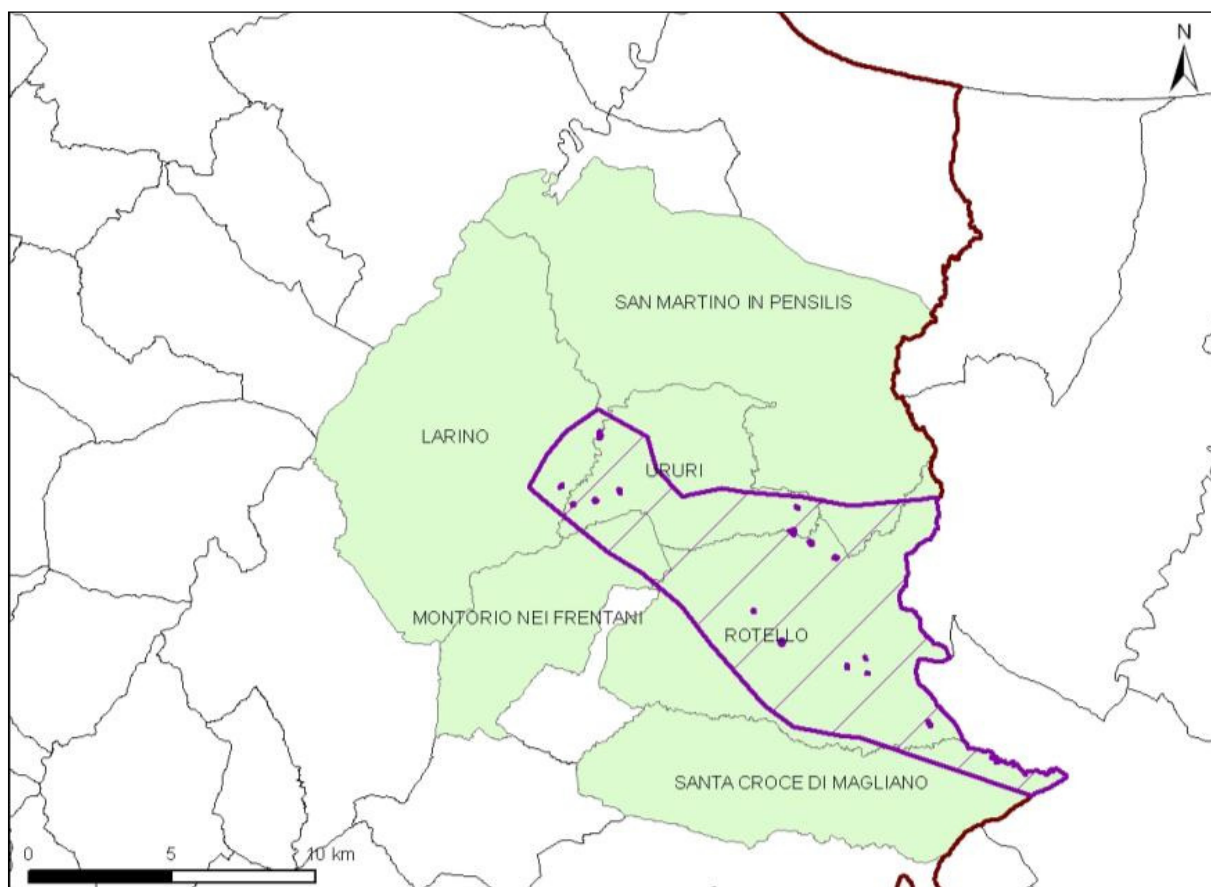 N
SAN MARTINO IN PENSILIS
LARINO
URURI
MONTORIO NEI FRENTANI
ROTELLO
SANTA CROCE DI MAGLIANO
0 5 10 km